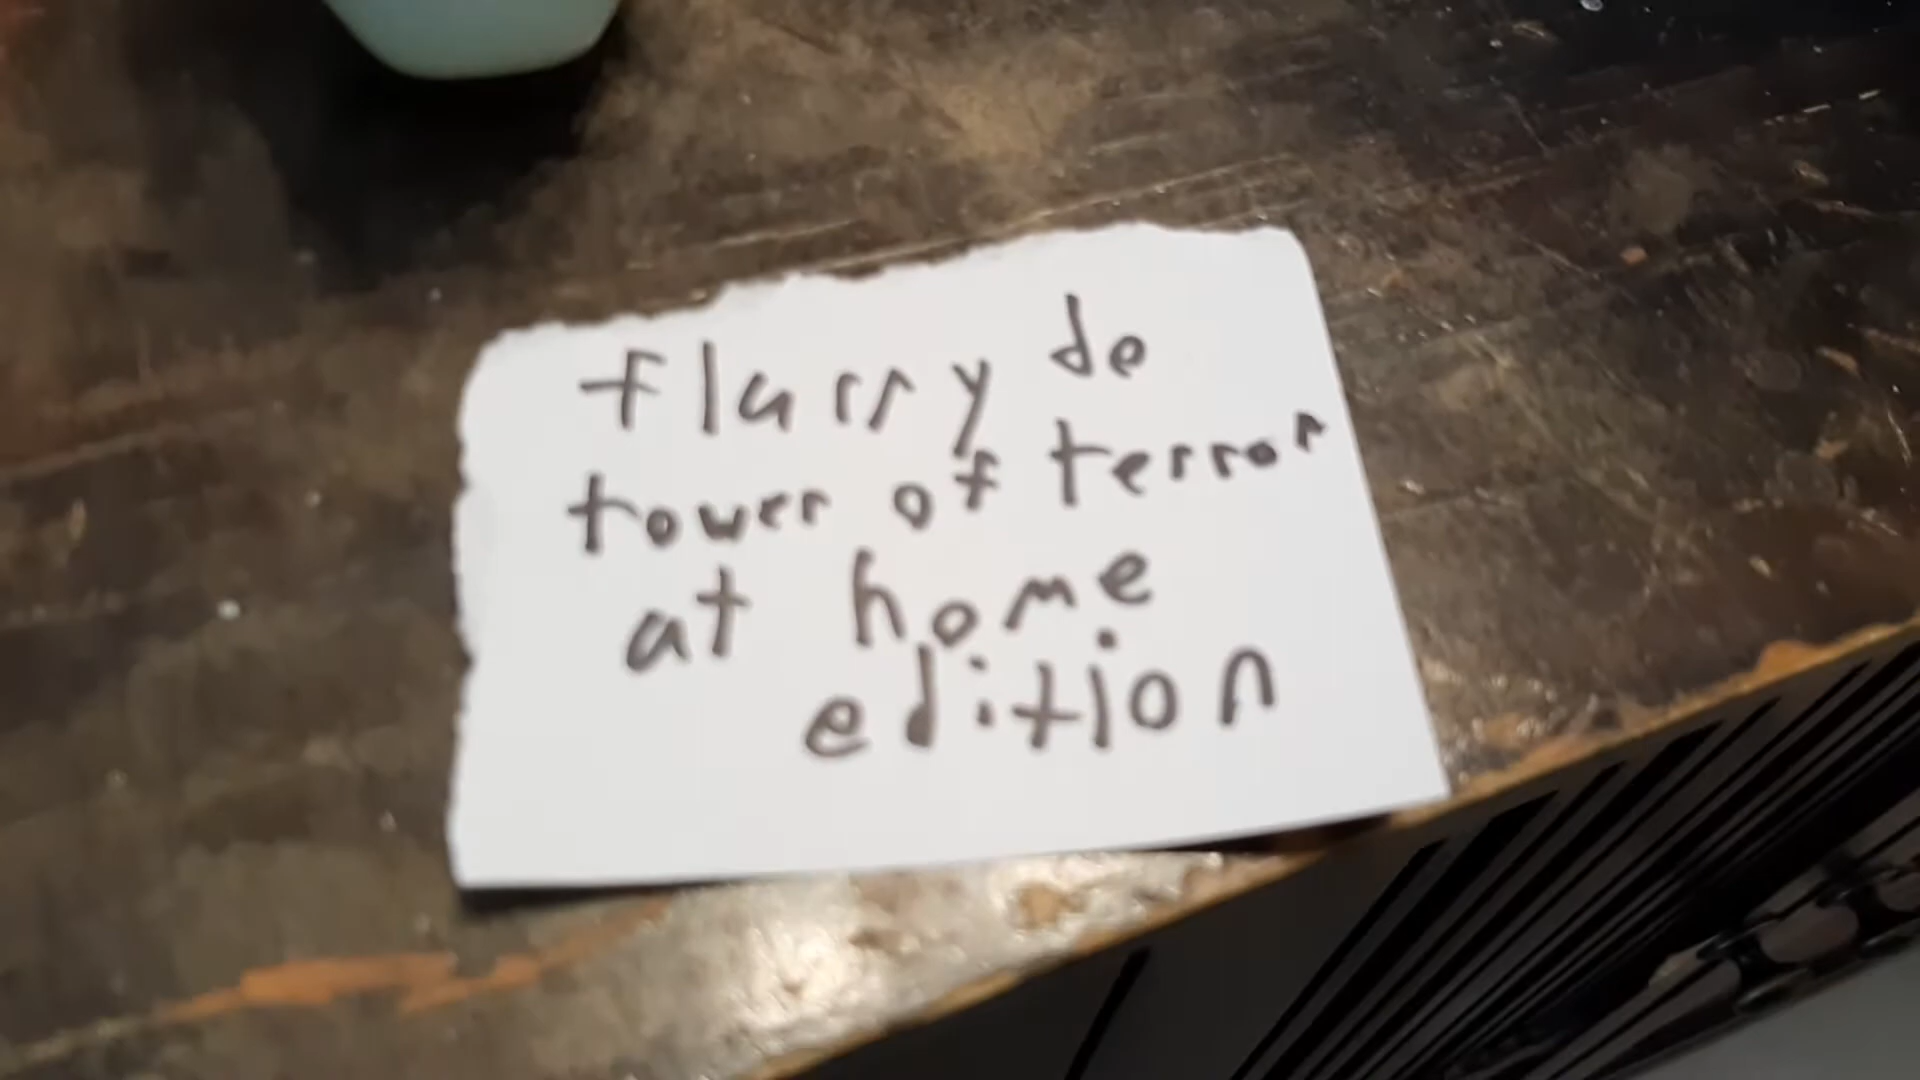 flurry de
tower of terror
at home
edition